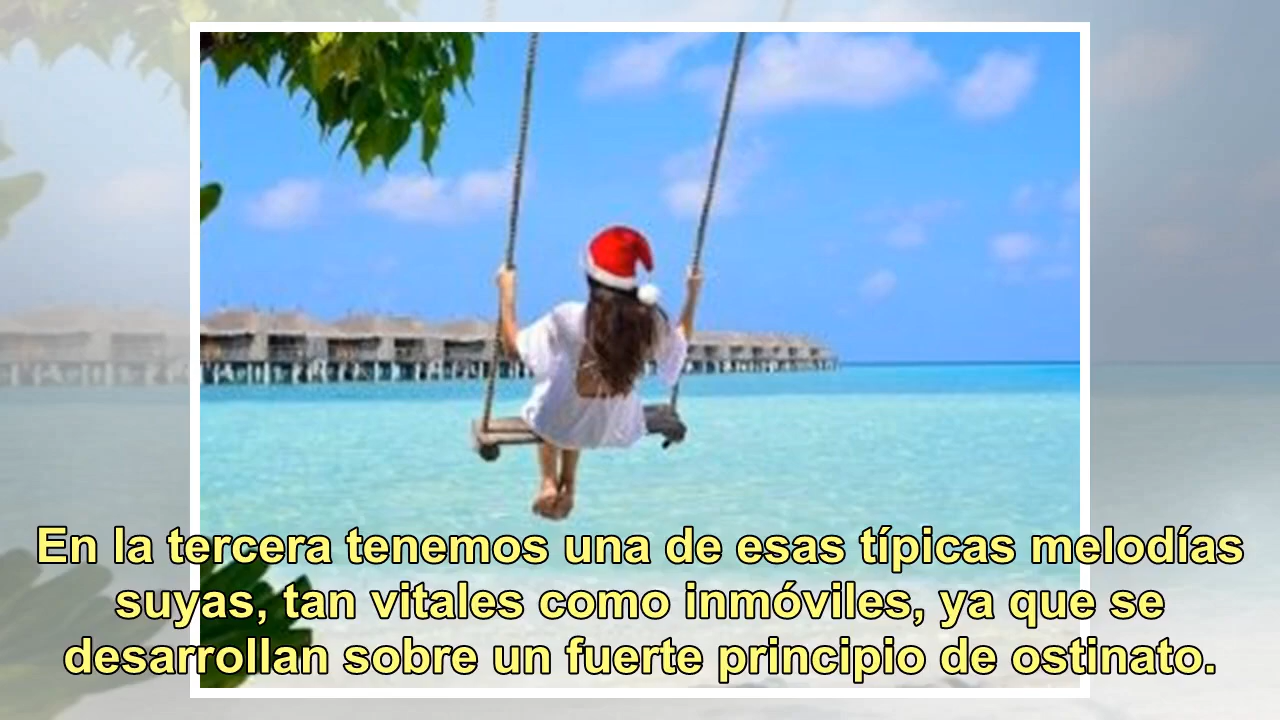 En la tercera tenemos una de esas típicas melodías
suyas, tan vitales como inmóviles, ya que se
desarrollan sobre un fuerte principio de ostinato.